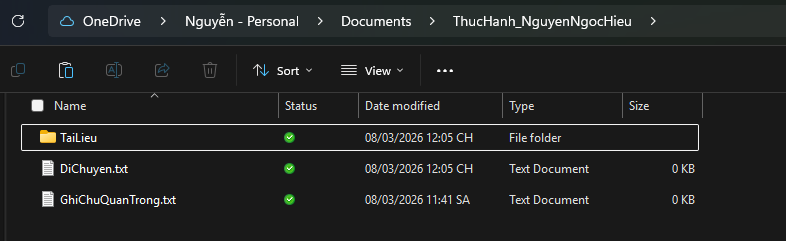 OneDrive > Nguyễn - Personal > Documents > ThucHanh_NguyenNgocHieu >
Sort View ...
Name Status Date modified Type Size
TaiLieu 08/03/2026 12:05 CH File folder
DiChuyen.txt 08/03/2026 12:05 CH Text Document 0 KB
GhiChuQuanTrong.txt 08/03/2026 11:41 SA Text Document 0 KB